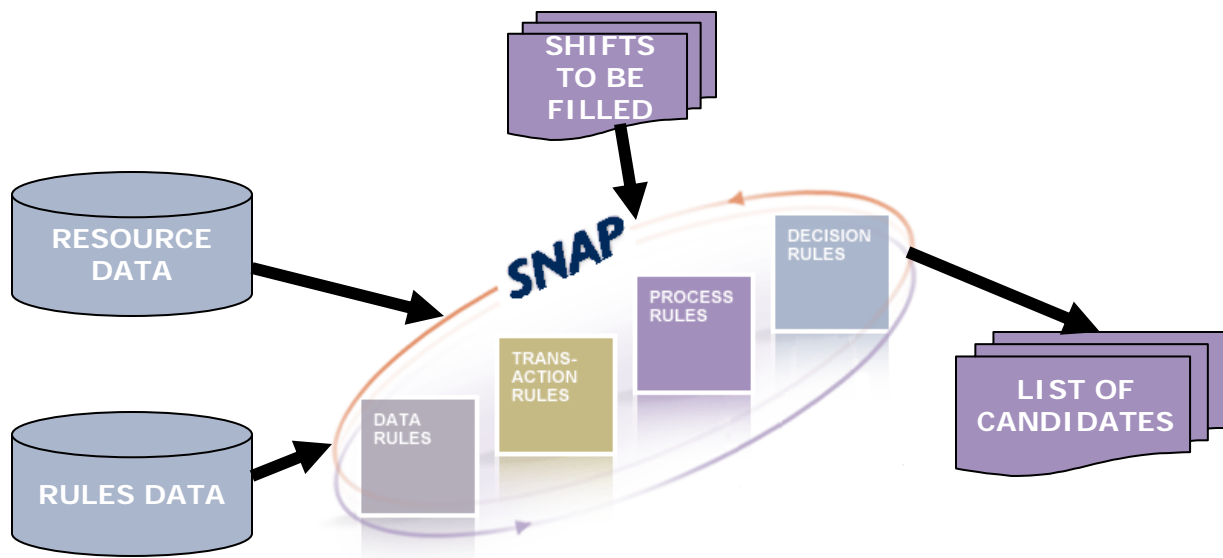 SHIFTS
TO BE
FILLED
RESOURCE
DATA
SNAP
DECISION
RULES
PROCESS
RULES
TRANS-
ACTION
RULES
DATA
RULES
LIST OF
CANDIDATES
RULES DATA